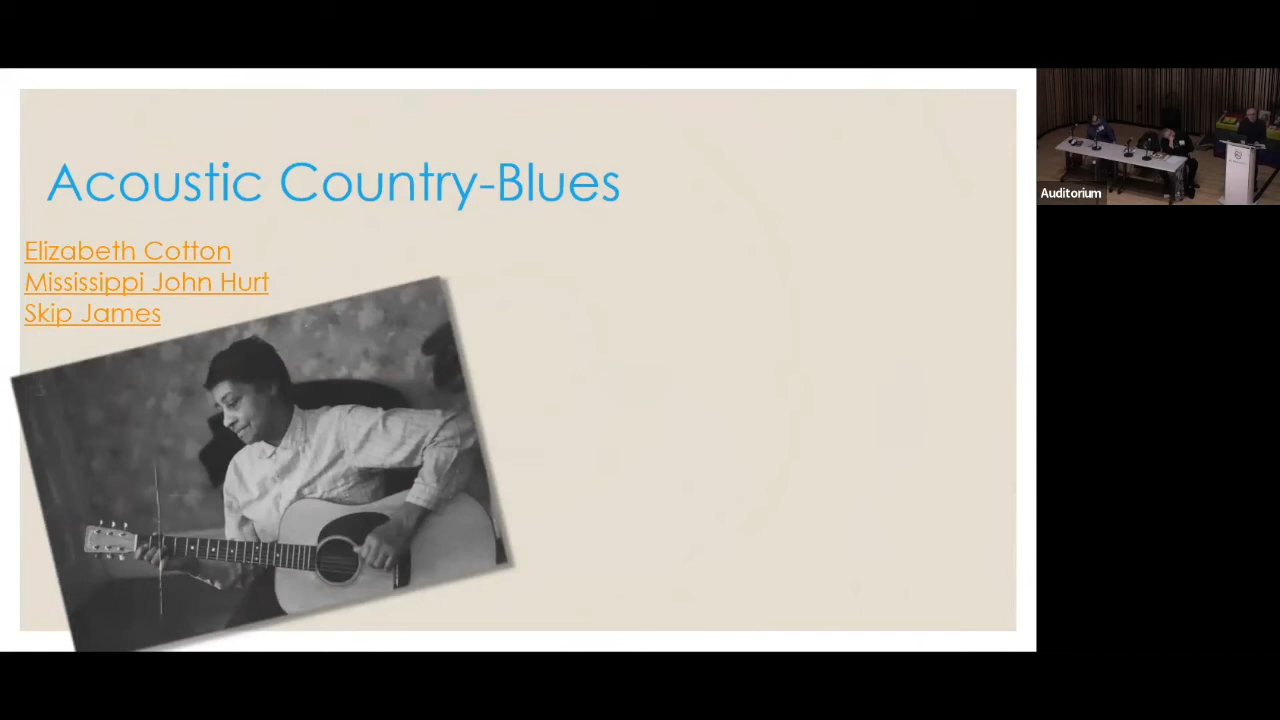 Acoustic Country-Blues
Elizabeth Cotton
Mississippi John Hurt
Skip James
Auditorium